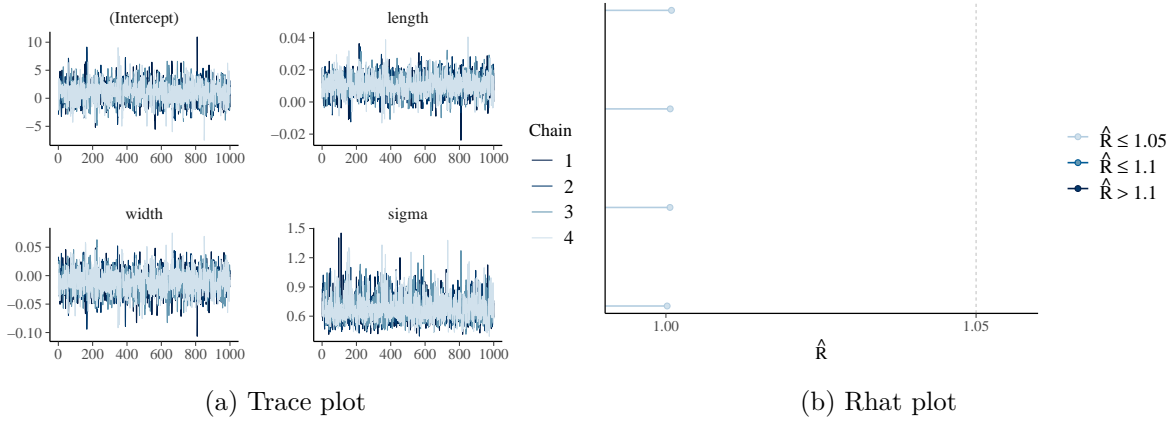 (Intercept)
10
5
0
−5
0 200 400 600 800 1000
length
0.04
0.02
0.00
−0.02
0 200 400 600 800 1000
width
0.05
0.00
−0.05
−0.10
0 200 400 600 800 1000
sigma
1.5
1.2
0.9
0.6
0 200 400 600 800 1000
Chain
1
2
3
4
(a) Trace plot
1.00 1.05
R̂
R̂ ≤ 1.05
R̂ ≤ 1.1
R̂ > 1.1
(b) Rhat plot